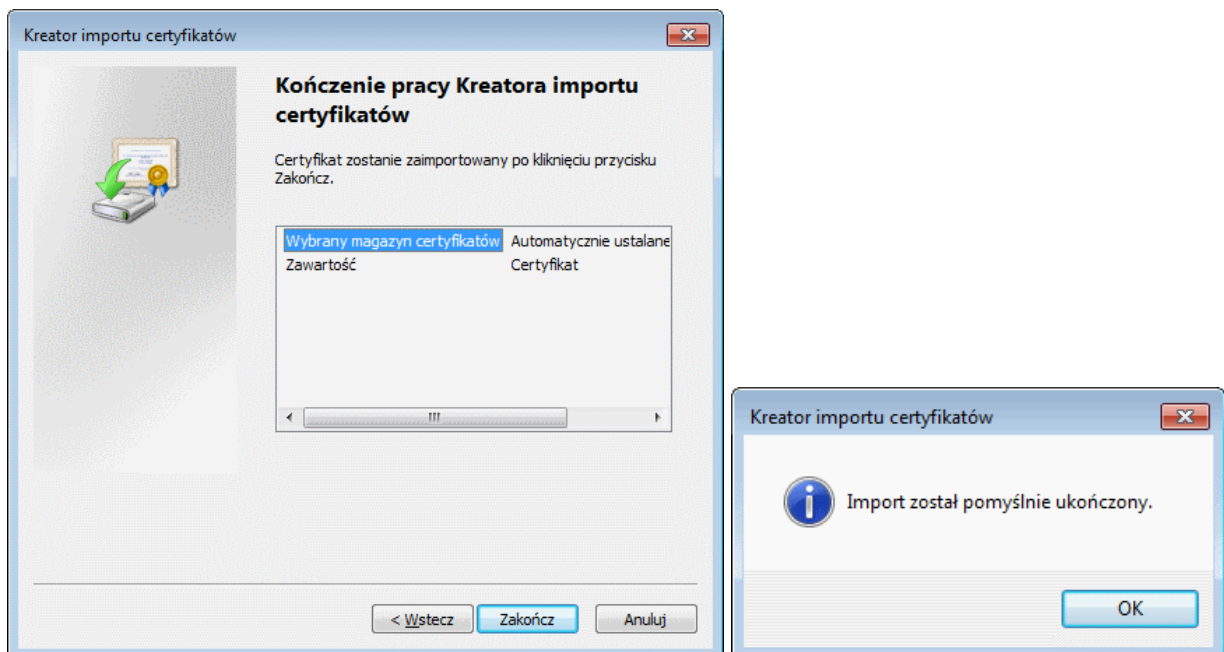 Kreator importu certyfikatów
Kończenie pracy Kreatora importu
certyfikatów
Certyfikat zostanie zaimportowany po kliknięciu przycisku
Zakończ.
Wybrany magazyn certyfikatów Automatycznie ustalane
Zawartość Certyfikat
< Wstecz Zakończ Anuluj
Kreator importu certyfikatów
Import został pomyślnie ukończony.
OK